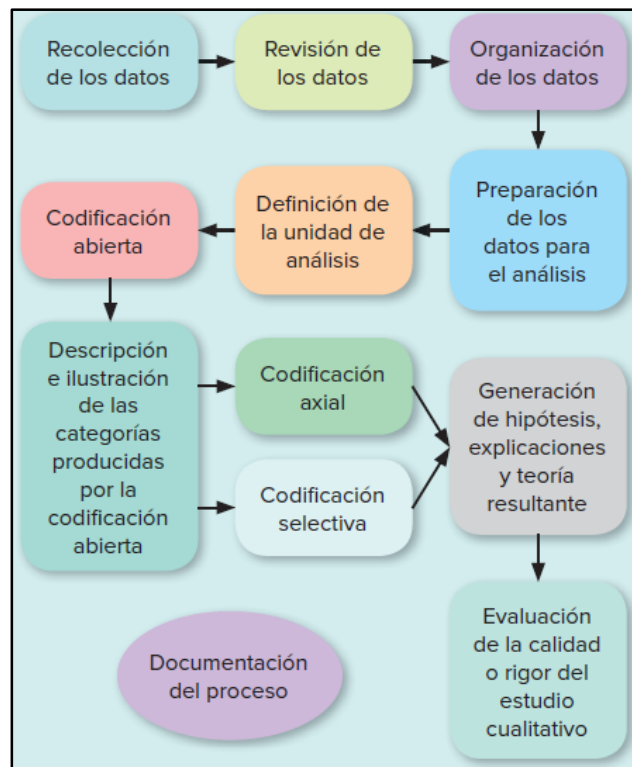 Recolección
de los datos
Revisión de
los datos
Organización
de los datos
Preparación
de los
datos para
el análisis
Definición de
la unidad de
análisis
Codificación
abierta
Descripción
e ilustración
de las
categorías
producidas
por la
codificación
abierta
Codificación
axial
Codificación
selectiva
Generación
de hipótesis,
explicaciones
y teoría
resultante
Evaluación
de la calidad
o rigor del
estudio
cualitativo
Documentación
del proceso